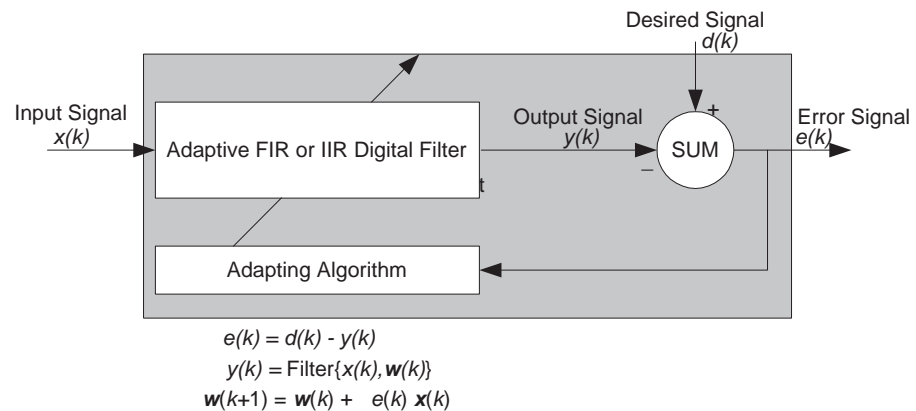 Desired Signal
d(k)
Input Signal
x(k)
Adaptive FIR or IIR Digital Filter
Output Signal
y(k)
+
−
SUM
Error Signal
e(k)
t
Adapting Algorithm
e(k) = d(k) - y(k)
y(k) = Filter{x(k),w(k)}
w(k+1) = w(k) + e(k) x(k)